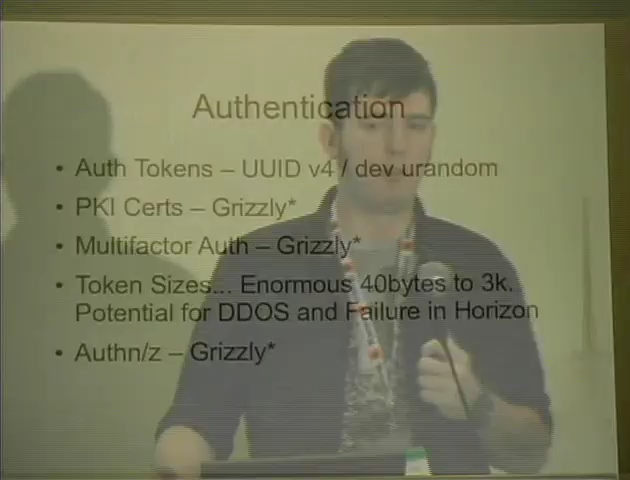 Authentication
• Auth Tokens – UUID v4 / dev urandom
• PKI Certs – Grizzly*
• Multifactor Auth – Grizzly*
• Token Sizes... Enormous 40bytes to 3k.
Potential for DDOS and Failure in Horizon
• Authn/z – Grizzly*